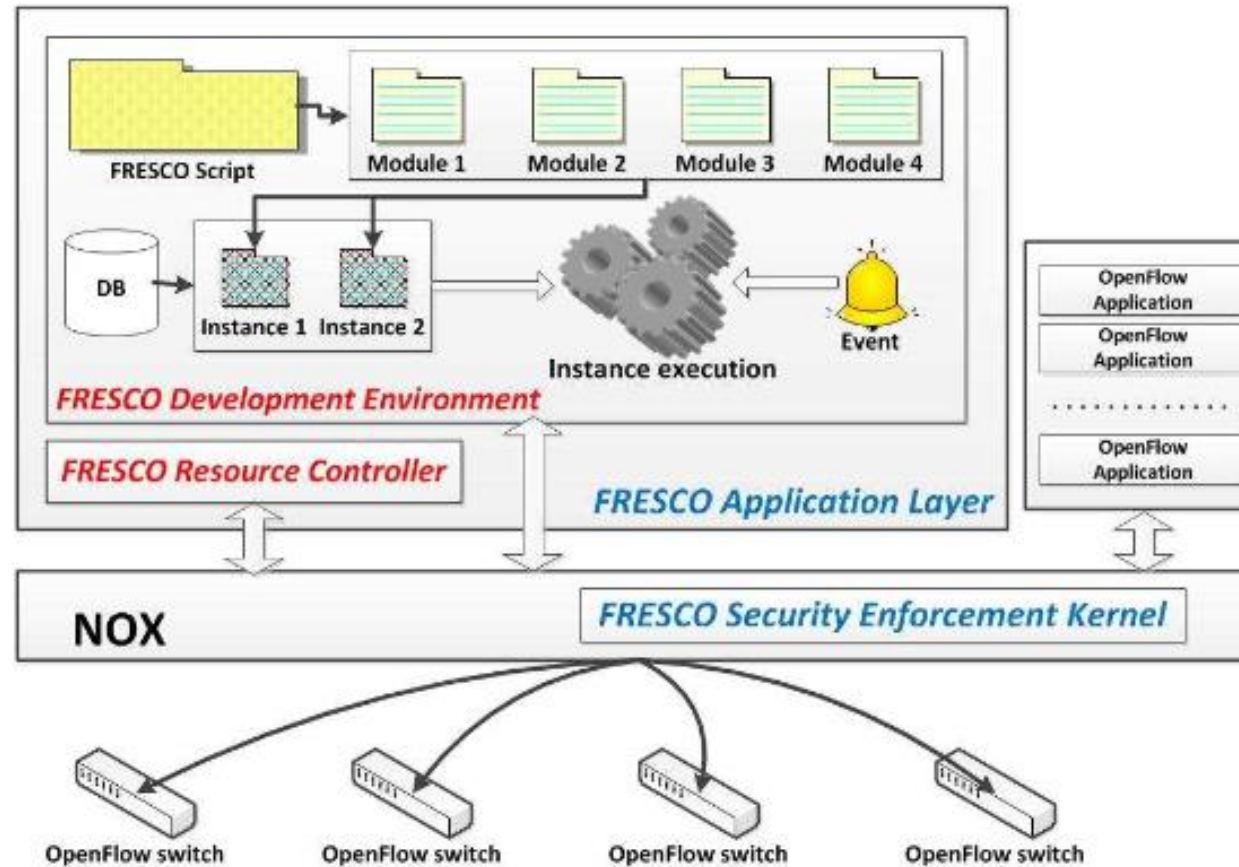 FRESCO Script
Module 1
Module 2
Module 3
Module 4
DB
Instance 1
Instance 2
Instance execution
Event
FRESCO Development Environment
FRESCO Resource Controller
FRESCO Application Layer
OpenFlow
Application
OpenFlow
Application
OpenFlow
Application
NOX
FRESCO Security Enforcement Kernel
OpenFlow switch
OpenFlow switch
OpenFlow switch
OpenFlow switch